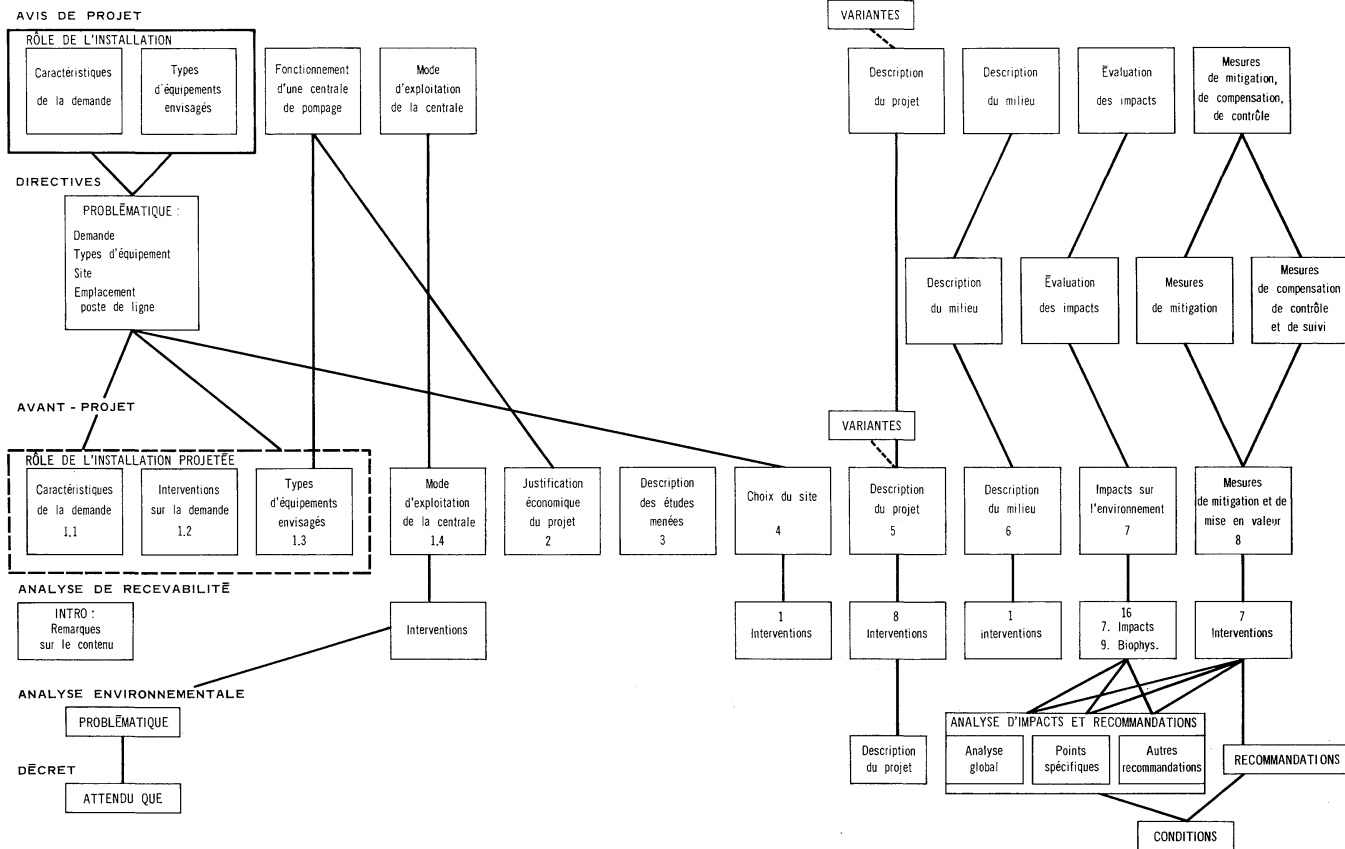 AVIS DE PROJET
VARIANTES
RÔLE DE L'INSTALLATION
Caractéristiques
de la demande
Types
d'équipements
envisagés
Fonctionnement
d'une centrale
de pompage
Mode
d'exploitation
de la centrale
Description
du projet
Description
du milieu
Ēvaluation
des impacts
Mesures
de mitigation,
de compensation,
de contrôle
DIRECTIVES
PROBLĒMATIQUE :
Demande
Types d'équipement
Site
Emplacement
poste de ligne
Description
du milieu
Ēvaluation
des impacts
Mesures
de mitigation
Mesures
de compensation
de contrôle
et de suivi
AVANT - PROJET
VARIANTES
RÔLE DE L'INSTALLATION PROJETĒE
Caractéristiques
de la demande
1.1
Interventions
sur la demande
1.2
Types
d'équipements
envisagés
1.3
Mode
d'exploitation
de la centrale
1.4
Justification
économique
du projet
2
Description
des études
menées
3
Choix du site
4
Description
du projet
5
Description
du milieu
6
Impacts sur
l'environnement
7
Mesures
de mitigation et de
mise en valeur
8
ANALYSE DE RECEVABILITĒ
INTRO :
Remarques
sur le contenu
Interventions
1
Interventions
8
Interventions
1
interventions
16
7. Impacts
9. Biophys.
7
Interventions
ANALYSE ENVIRONNEMENTALE
PROBLĒMATIQUE
Description
du projet
ANALYSE D'IMPACTS ET RECOMMANDATIONS
Analyse
global
Points
spécifiques
Autres
recommandations
RECOMMANDATIONS
DĒCRET
ATTENDU QUE
CONDITIONS